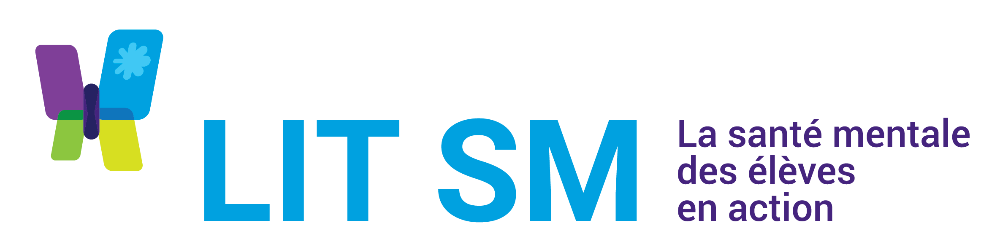 LIT SM
La santé mentale
des élèves
en action